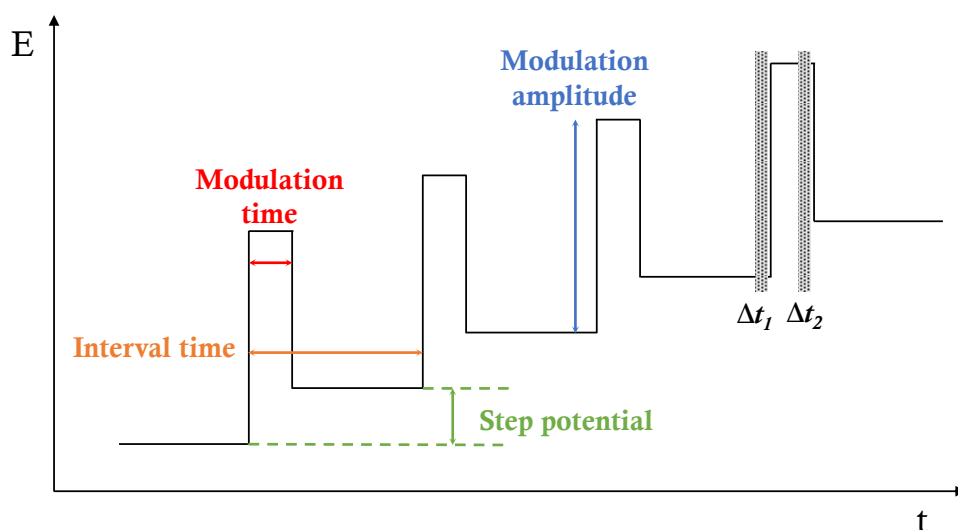 E
Modulation
amplitude
Modulation
time
Δt₁ Δt₂
Interval time
Step potential
t